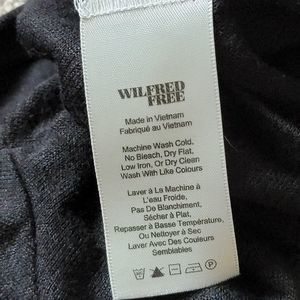 WILFRED
FREE
Made in Vietnam
Fabriqué au Vietnam
Machine Wash Cold,
No Bleach, Dry Flat,
Low Iron, Or Dry Clean
Wash With Like Colours
Laver À La Machine à
L'eau Froide,
Pas De Blanchiment,
Sécher à Plat,
Repasser à Basse Température,
Ou Nettoyer à Sec
Laver Avec Des Couleurs
Semblables
P